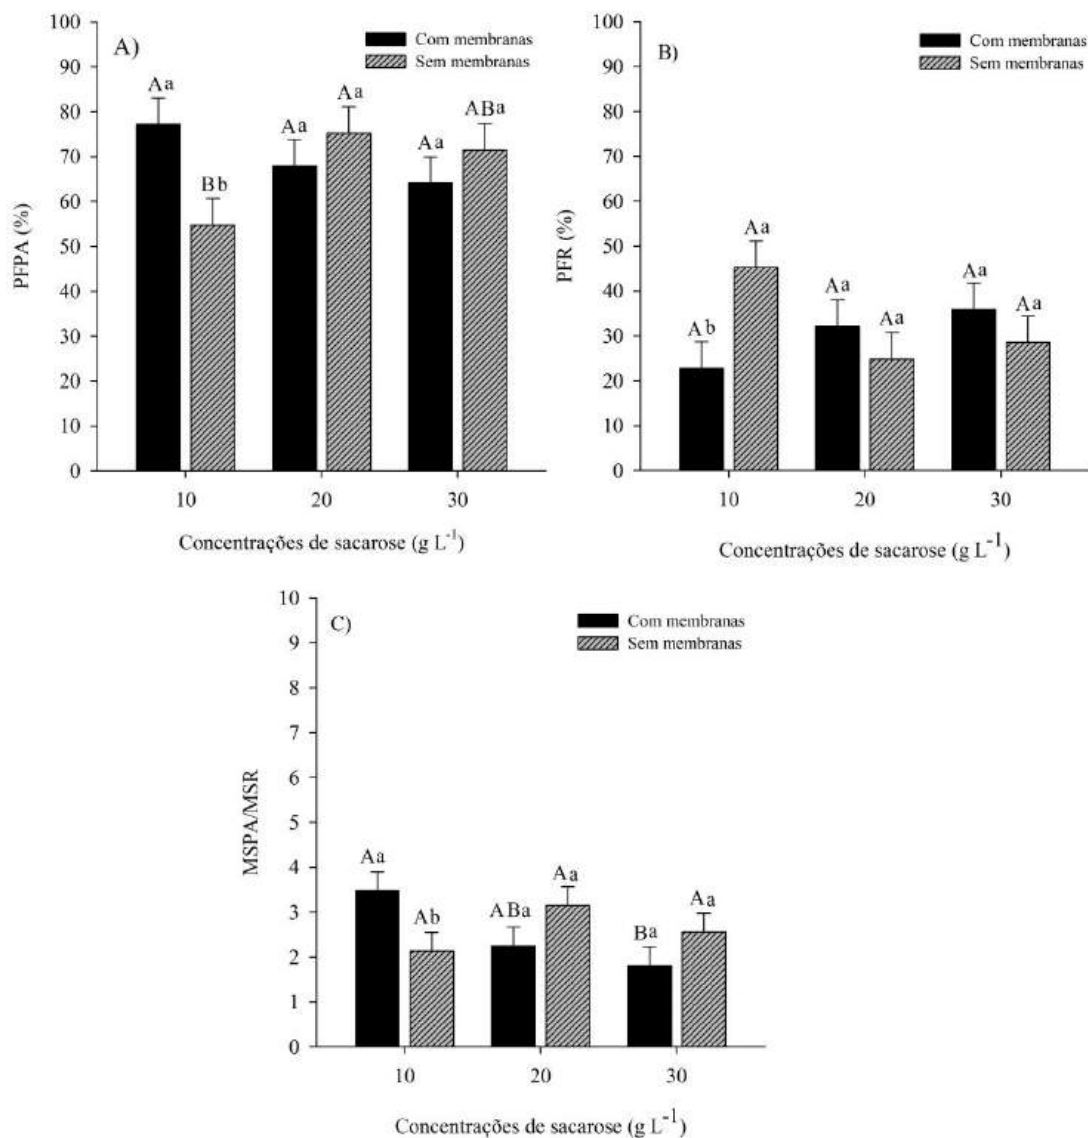 A)
Com membranas
Sem membranas
PFPA (%)
100
90
80
70
60
50
40
30
20
10
0
Aa
Bb
Aa
Aa
Aa
ABa
10
20
30
Concentrações de sacarose (g L-1)
B)
Com membranas
Sem membranas
PFR (%)
100
90
80
70
60
50
40
30
20
10
0
Ab
Aa
Aa
Aa
Aa
Aa
10
20
30
Concentrações de sacarose (g L-1)
C)
Com membranas
Sem membranas
MSPA/MSR
10
9
8
7
6
5
4
3
2
1
0
Aa
Ab
ABa
Aa
Ba
Aa
10
20
30
Concentrações de sacarose (g L-1)